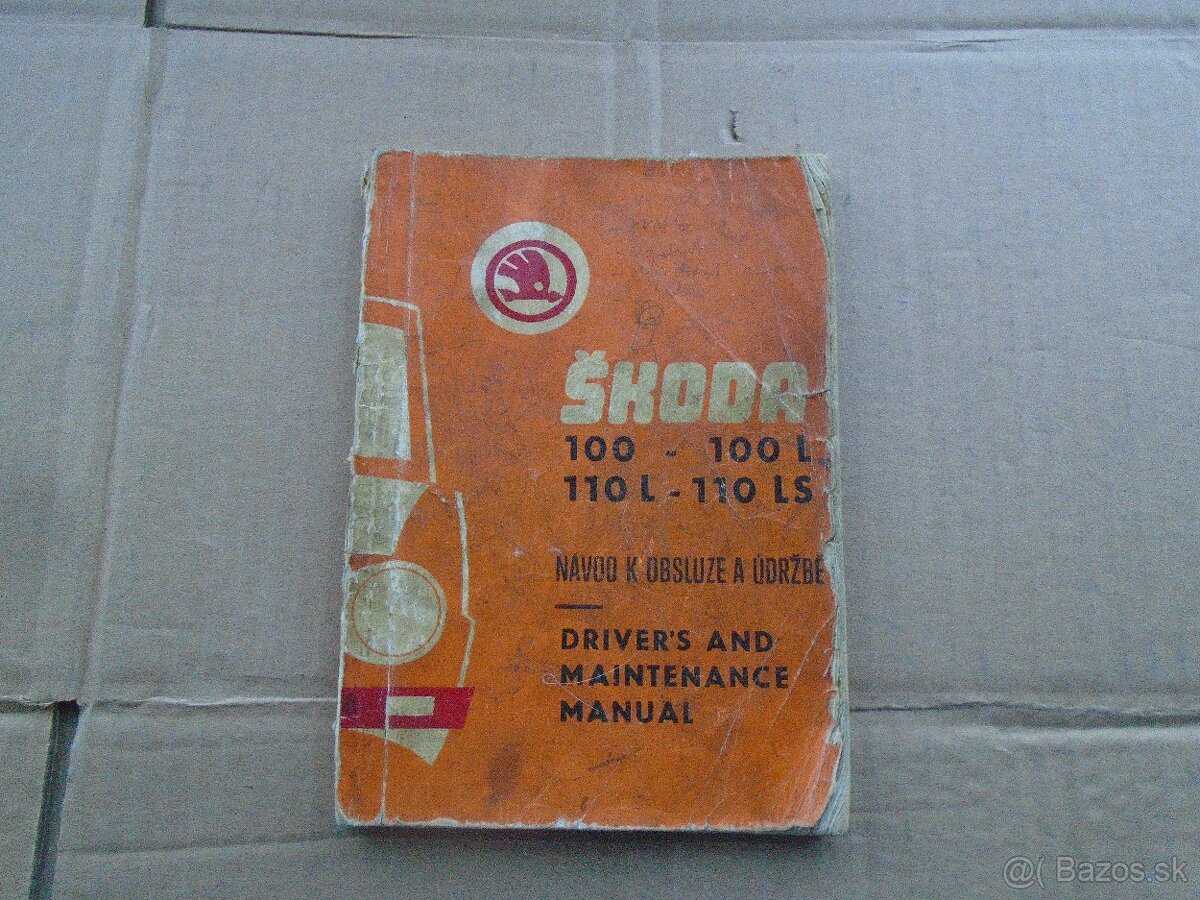 ŠKODA
100 - 100 L
110 L - 110 LS
NÁVOD K OBSLUZE A ÚDRŽBĚ
DRIVER'S AND
MAINTENANCE
MANUAL
@( Bazos.sk